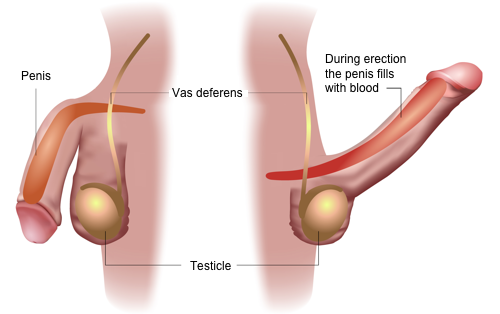 Penis
Vas deferens
During erection
the penis fills
with blood
Testicle